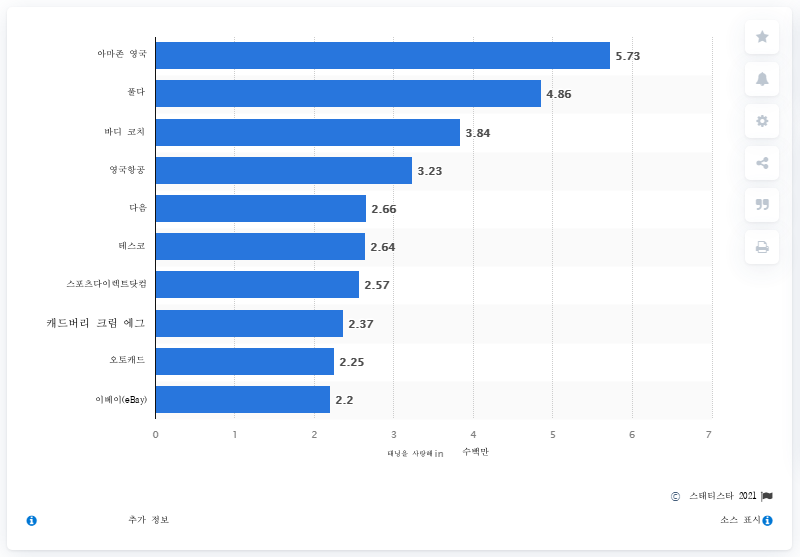 아마존 영국
5.73
풀다
4.86
바디 코치
3.84
영국항공
3.23
다음
2.66
테스코
2.64
스포츠다이렉트닷컴
2.57
캐드버리 크림 에그
2.37
오토캐드
2.25
이베이(eBay)
2.2
0 1 2 3 4 5 6 7
in 수백만
© 스태티스타 2021
추가 정보
소스 표시